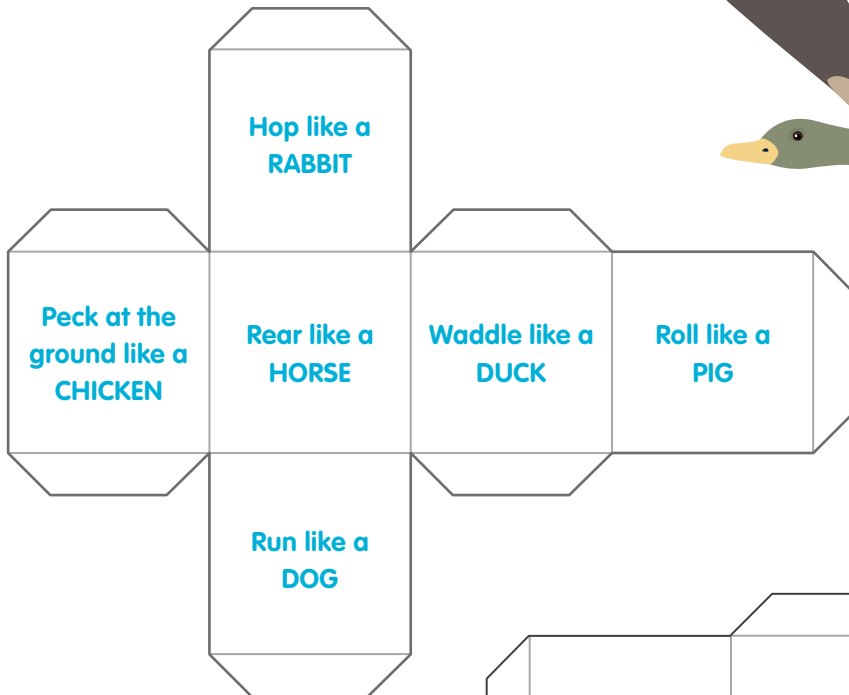 Hop like a
RABBIT
Peck at the
ground like a
CHICKEN
Rear like a
HORSE
Waddle like a
DUCK
Roll like a
PIG
Run like a
DOG